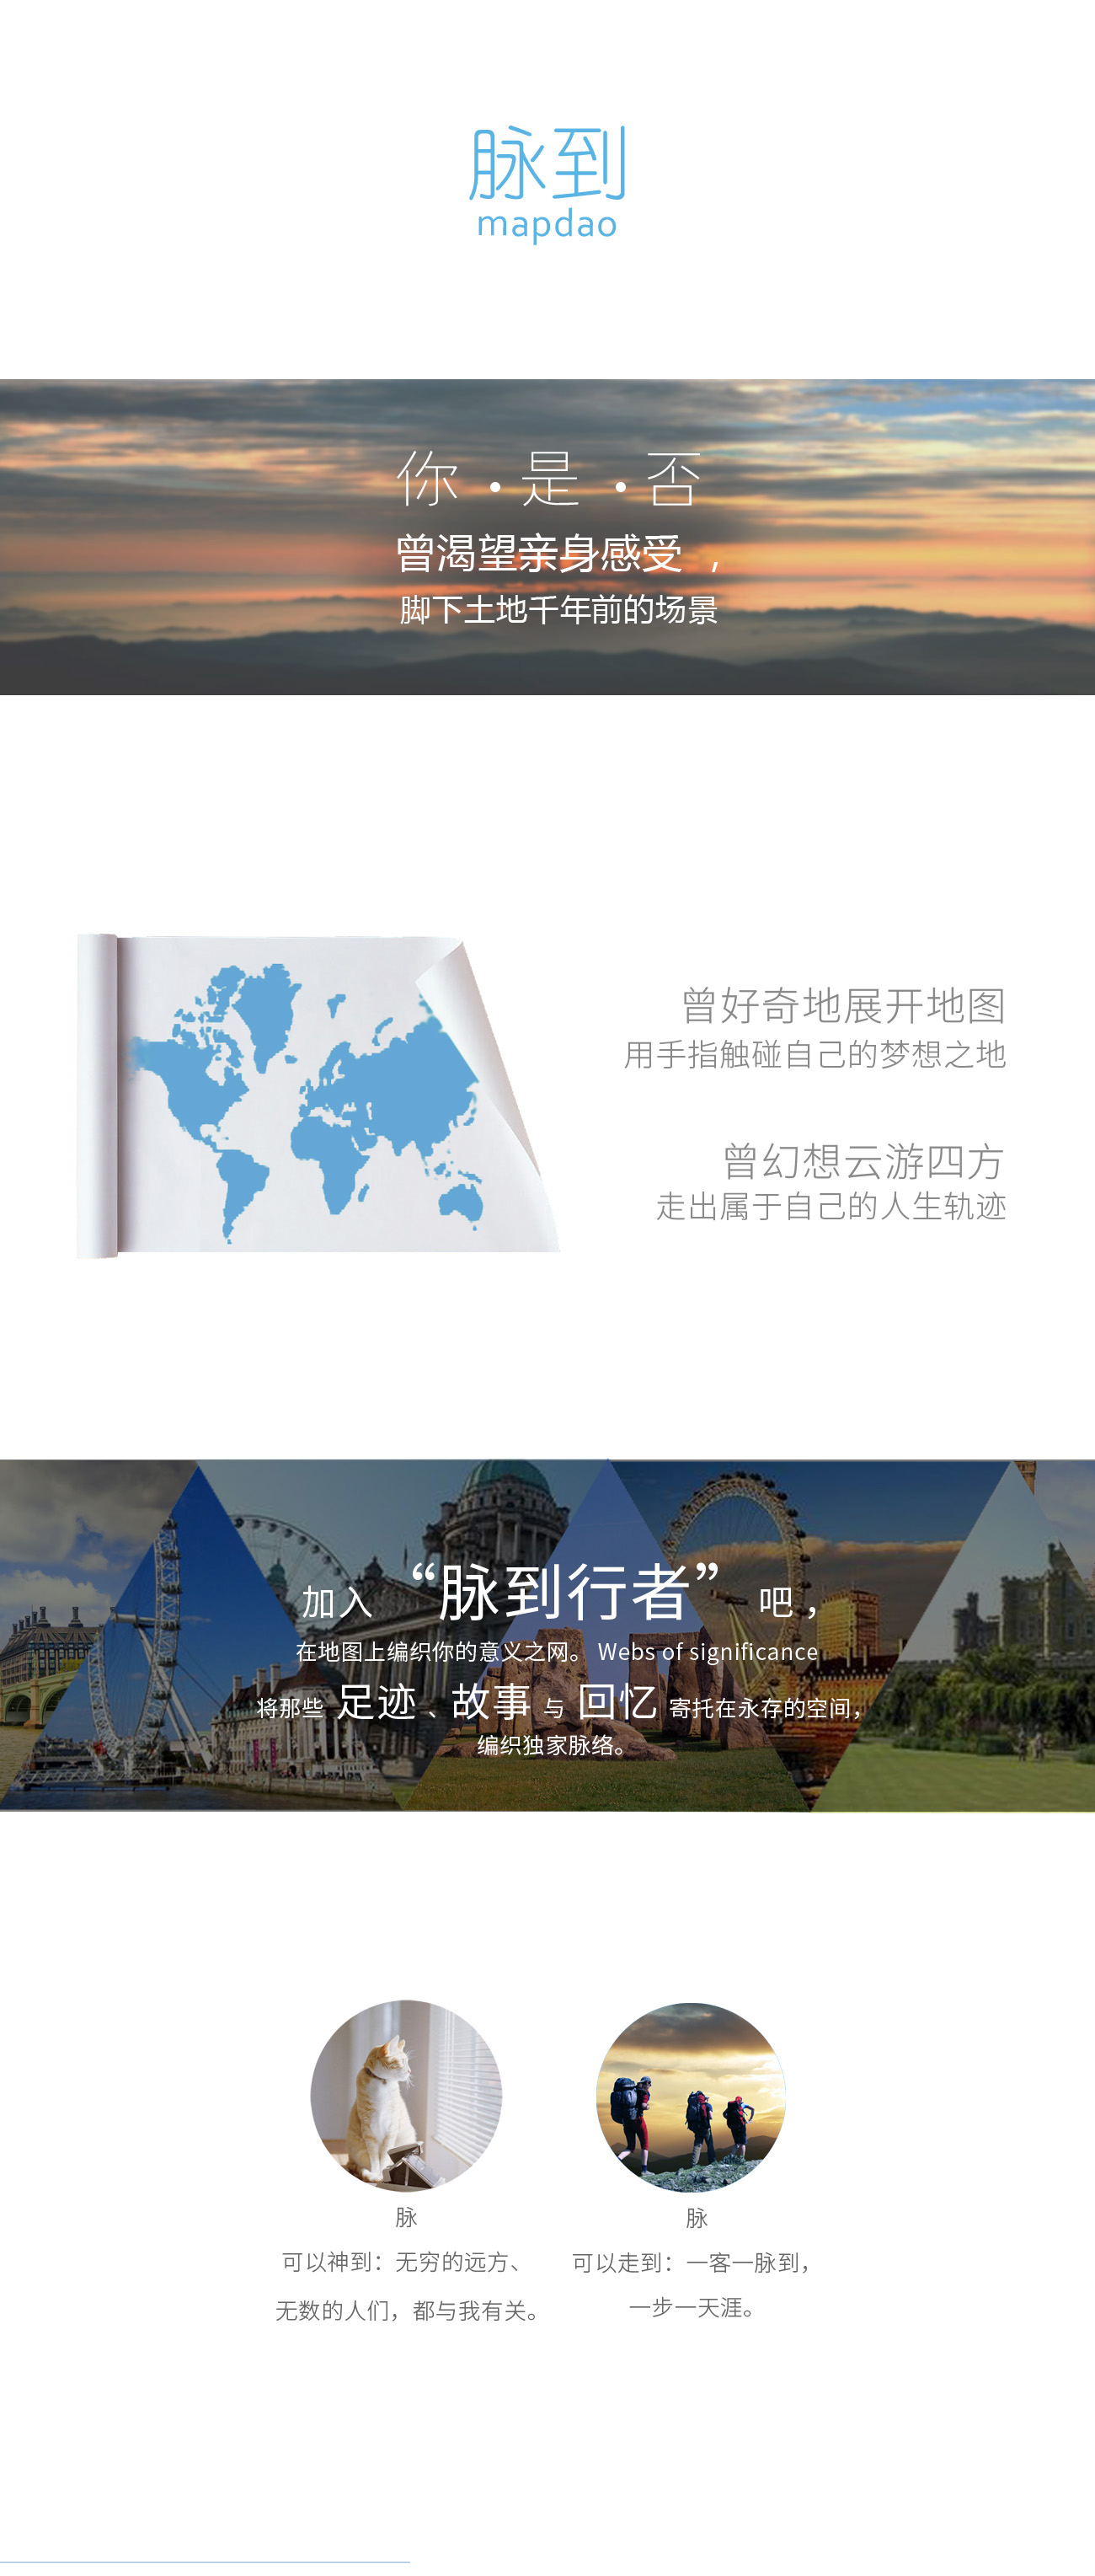 脉到
mapdao
你·是·否
曾渴望亲身感受，
脚下土地千年前的场景
曾好奇地展开地图
用手指触碰自己的梦想之地
曾幻想云游四方
走出属于自己的人生轨迹
加入“脉到行者”吧，
在地图上编织你的意义之网。Webs of significance
将那些 足迹、故事 与 回忆 寄托在永存的空间，
编织独家脉络。
脉
可以神到：无穷的远方、
无数的人们，都与我有关。
脉
可以走到：一客一脉到，
一步一天涯。